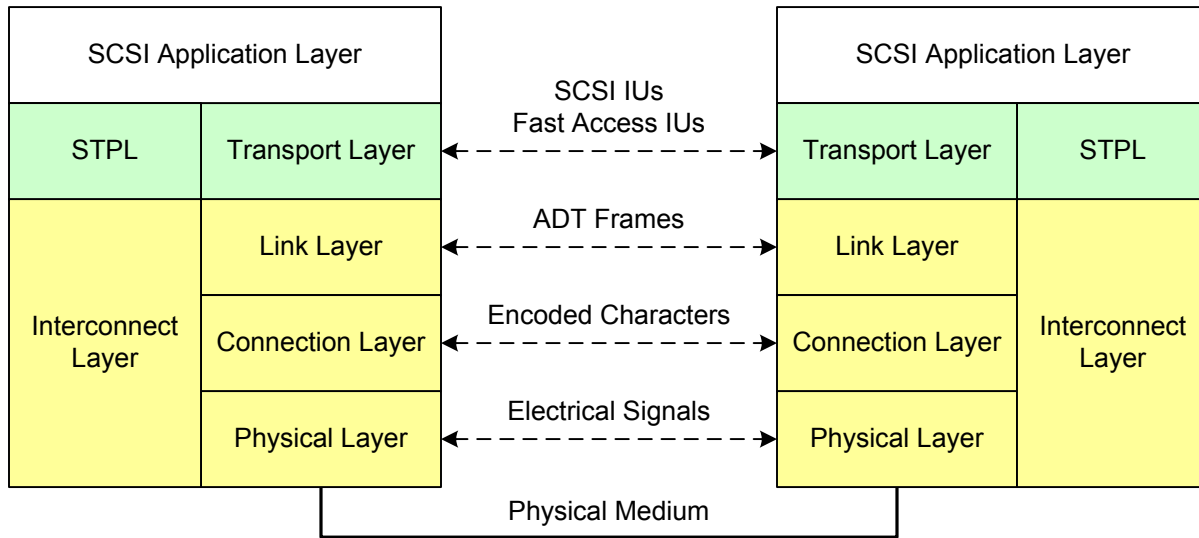 SCSI Application Layer
SCSI Application Layer
SCSI IUs
Fast Access IUs
STPL
Transport Layer
Transport Layer
STPL
ADT Frames
Link Layer
Link Layer
Interconnect
Layer
Encoded Characters
Connection Layer
Connection Layer
Interconnect
Layer
Electrical Signals
Physical Layer
Physical Layer
Physical Medium